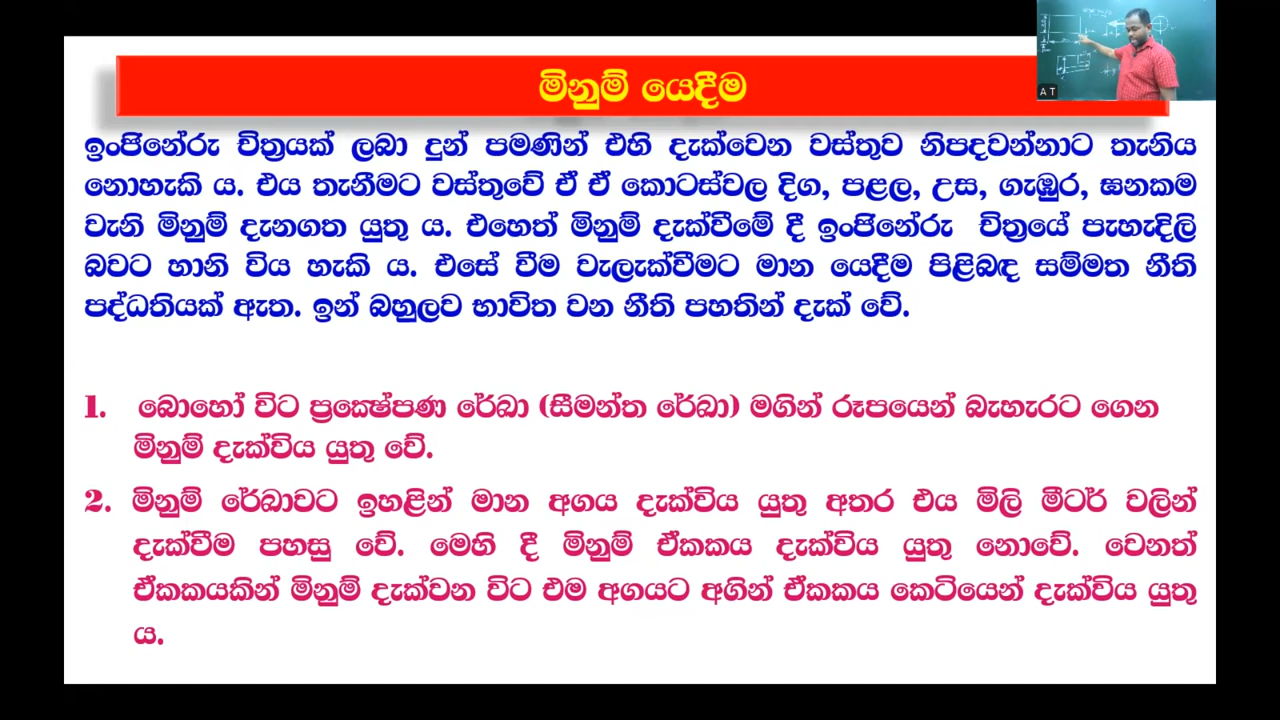 මිනුම් යෙදීම
ඉංජිනේරු චිත්‍රයක් ලබා දුන් පමණින් එහි දැක්වෙන වස්තුව නිපදවන්නාට තැනිය
නොහැකි ය. එය තැනීමට වස්තුවේ ඒ ඒ කොටස්වල දිග, පළල, උස, ගැඹුර, ඝනකම
වැනි මිනුම් දැනගත යුතු ය. එහෙත් මිනුම් දැක්වීමේ දී ඉංජිනේරු චිත්‍රයේ පැහැදිලි
බවට හානි විය හැකි ය. එසේ වීම වැලැක්වීමට මාන යෙදීම පිළිබඳ සම්මත නීති
පද්ධතියක් ඇත. ඉන් බහුලව භාවිත වන නීති පහතින් දැක් වේ.
1. බොහෝ විට ප්‍රක්‍ෂේපණ රේඛා (සීමාන්ත රේඛා) මගින් රූපයෙන් බැහැරට ගෙන
මිනුම් දැක්විය යුතු වේ.
2. මිනුම් රේඛාවට ඉහළින් මාන අගය දැක්විය යුතු අතර එය මිලි මීටර් වලින්
දැක්වීම පහසු වේ. මෙහි දී මිනුම් ඒකකය දැක්විය යුතු නොවේ. වෙනත්
ඒකකයකින් මිනුම් දැක්වන විට එම අගයට අගින් ඒකකය කෙටියෙන් දැක්විය යුතු
ය.
A T